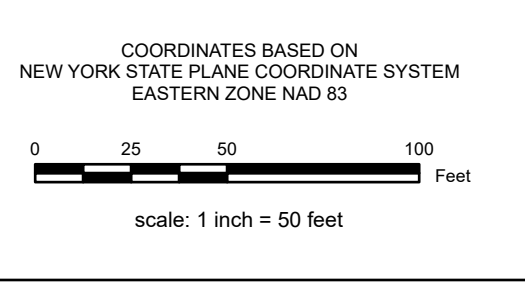 COORDINATES BASED ON
NEW YORK STATE PLANE COORDINATE SYSTEM
EASTERN ZONE NAD 83
0 25 50 100
Feet
scale: 1 inch = 50 feet